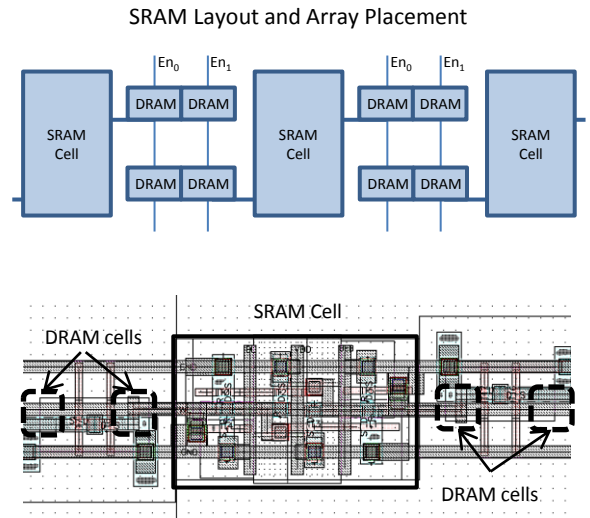 SRAM Layout and Array Placement
En0 En1 En0 En1
DRAM DRAM DRAM DRAM
SRAM Cell SRAM Cell SRAM Cell
DRAM DRAM DRAM DRAM
SRAM Cell
DRAM cells
DRAM cells